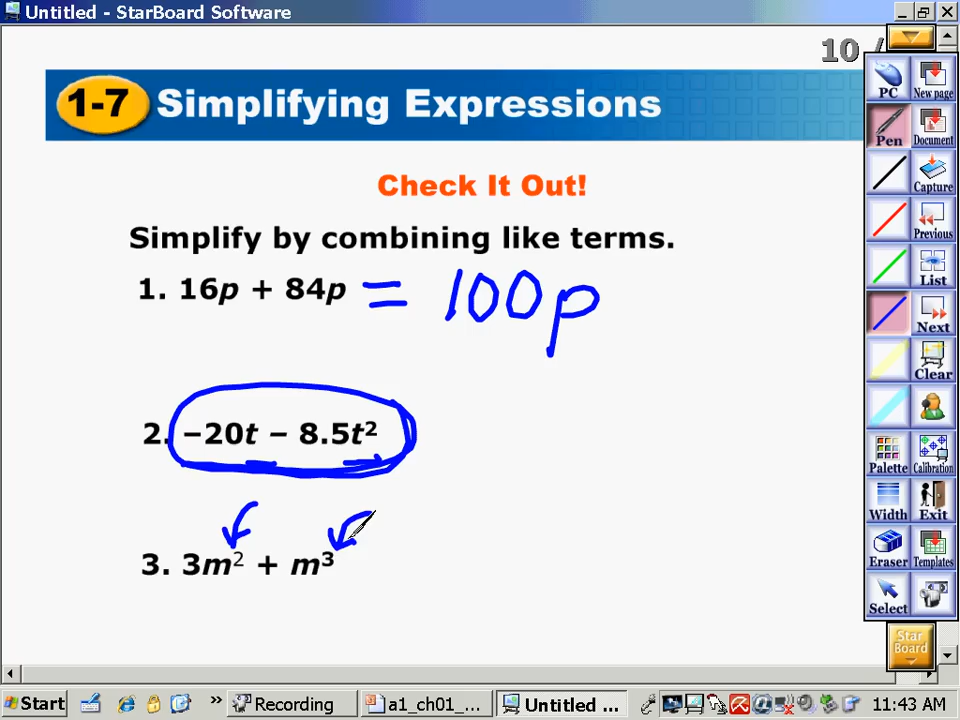 Untitled - StarBoard Software
10 /
1-7 Simplifying Expressions
Check It Out!
Simplify by combining like terms.
1. 16p + 84p = 100p
2. –20t – 8.5t²
3. 3m² + m³
PC
New page
Pen
Document
Capture
Previous
List
Next
Clear
Palette
Calibration
Width
Exit
Eraser
Templates
Select
Star
Board
Start
»
Recording
a1_ch01_...
Untitled ...
«
11:43 AM